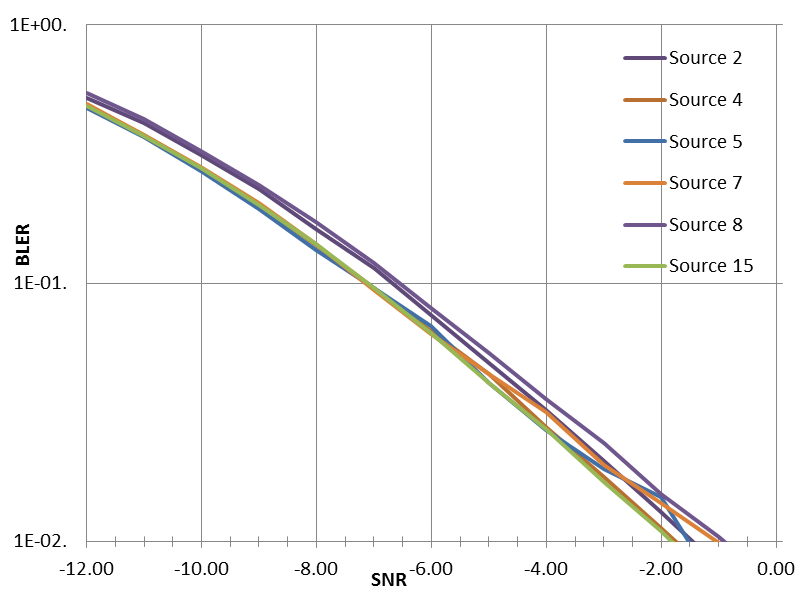 1E+00.
Source 2
Source 4
Source 5
Source 7
Source 8
Source 15
BLER
1E-01.
1E-02.
-12.00 -10.00 -8.00 -6.00 -4.00 -2.00 0.00
SNR